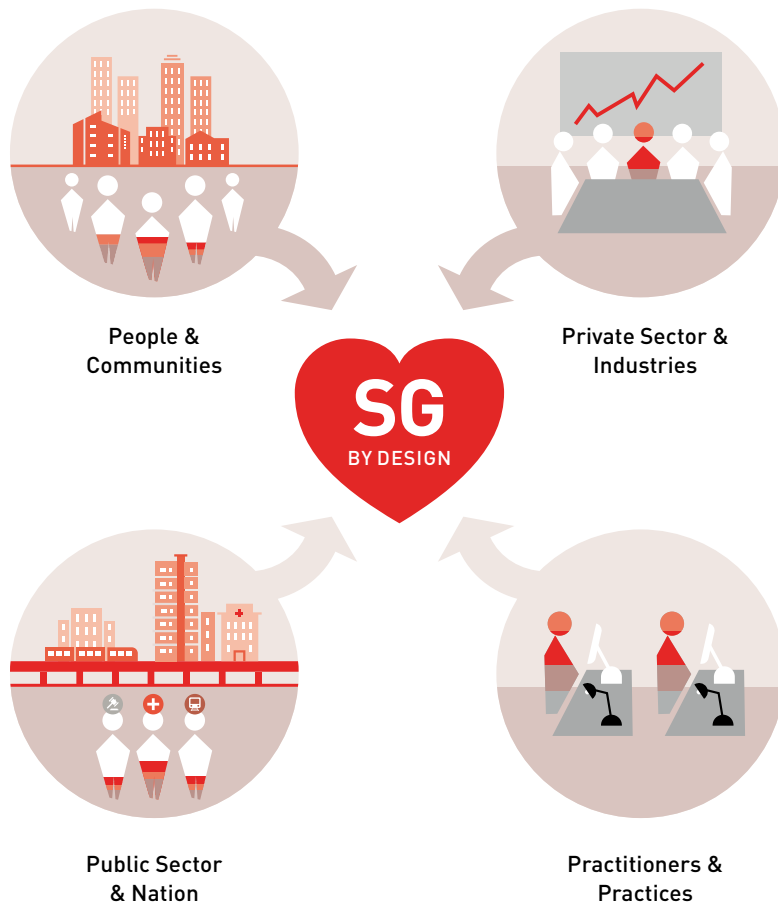 People &
Communities
Private Sector &
Industries
SG
BY DESIGN
Public Sector
& Nation
Practitioners &
Practices